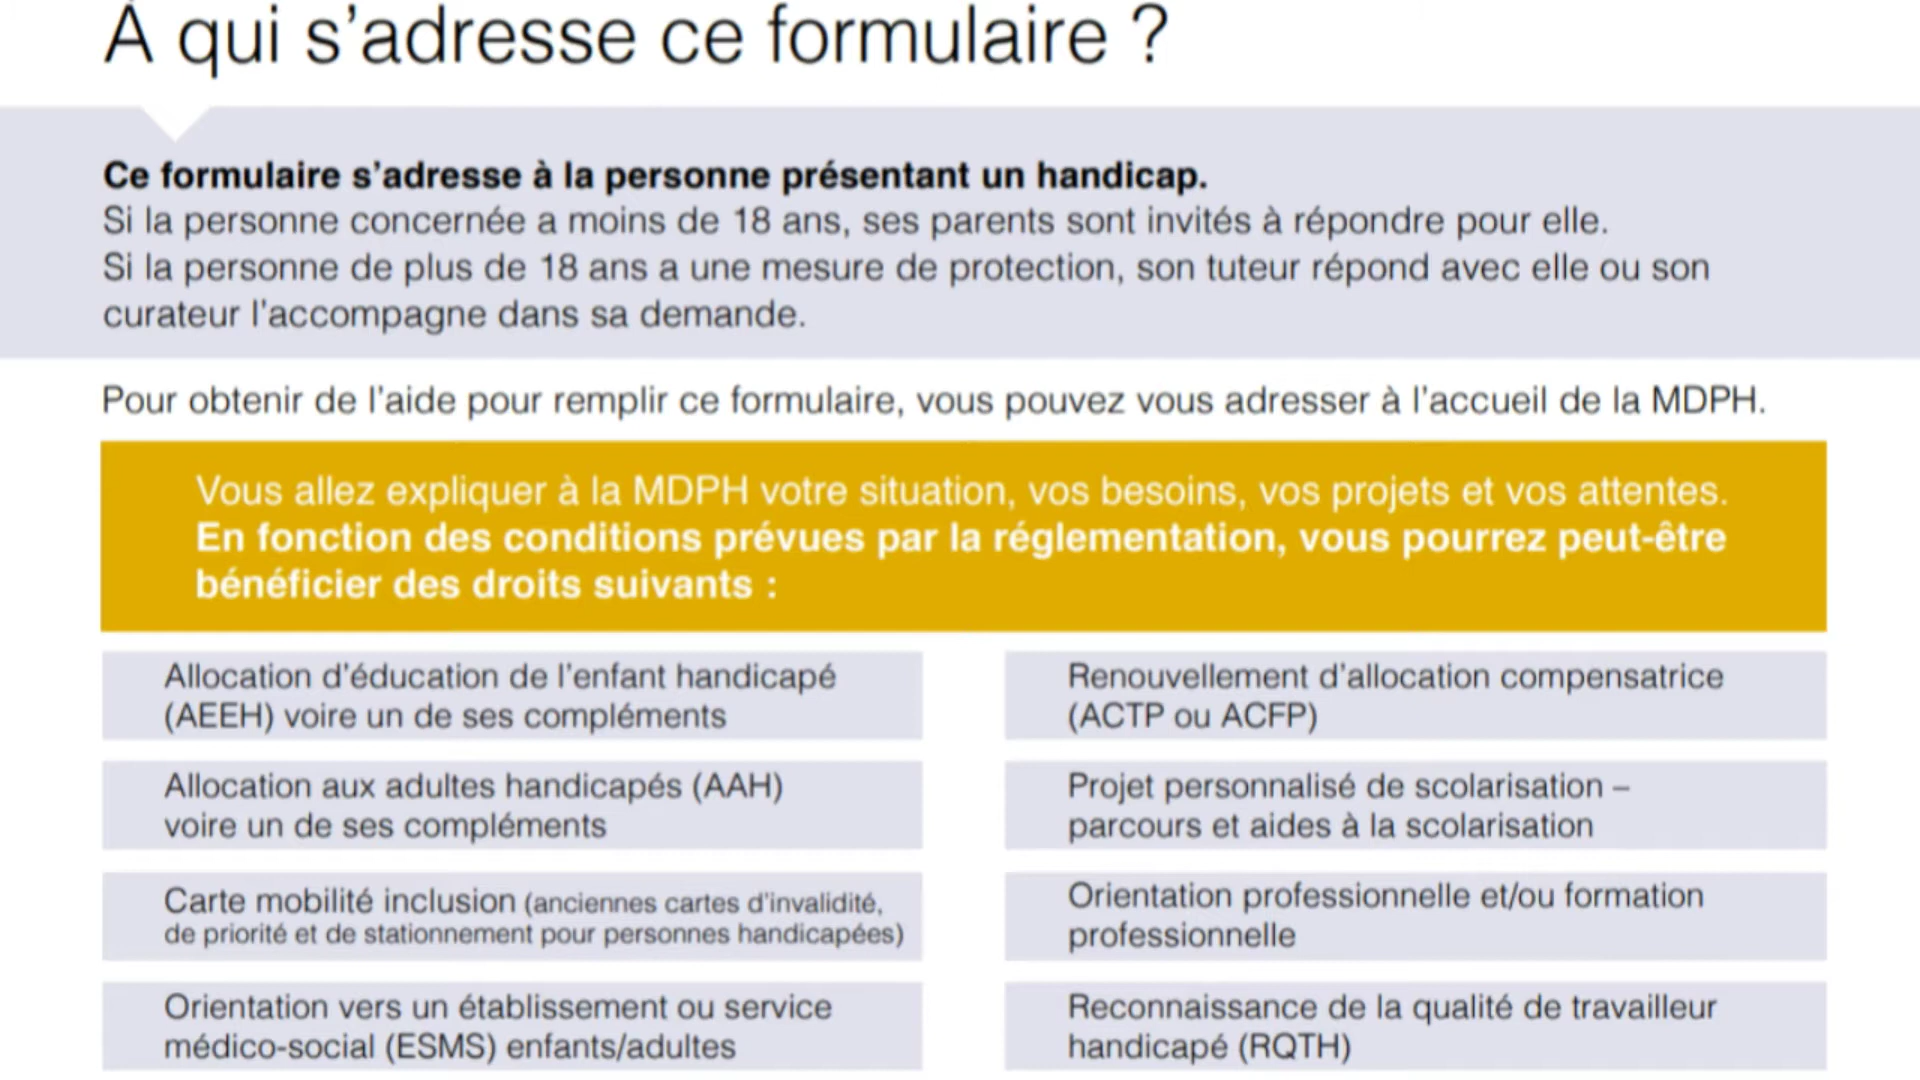 À qui s’adresse ce formulaire ?
Ce formulaire s’adresse à la personne présentant un handicap.
Si la personne concernée a moins de 18 ans, ses parents sont invités à répondre pour elle.
Si la personne de plus de 18 ans a une mesure de protection, son tuteur répond avec elle ou son
curateur l’accompagne dans sa demande.
Pour obtenir de l’aide pour remplir ce formulaire, vous pouvez vous adresser à l’accueil de la MDPH.
Vous allez expliquer à la MDPH votre situation, vos besoins, vos projets et vos attentes.
En fonction des conditions prévues par la réglementation, vous pourrez peut-être
bénéficier des droits suivants :
Allocation d’éducation de l’enfant handicapé
(AEEH) voire un de ses compléments
Allocation aux adultes handicapés (AAH)
voire un de ses compléments
Carte mobilité inclusion (anciennes cartes d’invalidité,
de priorité et de stationnement pour personnes handicapées)
Orientation vers un établissement ou service
médico-social (ESMS) enfants/adultes
Renouvellement d’allocation compensatrice
(ACTP ou ACFP)
Projet personnalisé de scolarisation –
parcours et aides à la scolarisation
Orientation professionnelle et/ou formation
professionnelle
Reconnaissance de la qualité de travailleur
handicapé (RQTH)